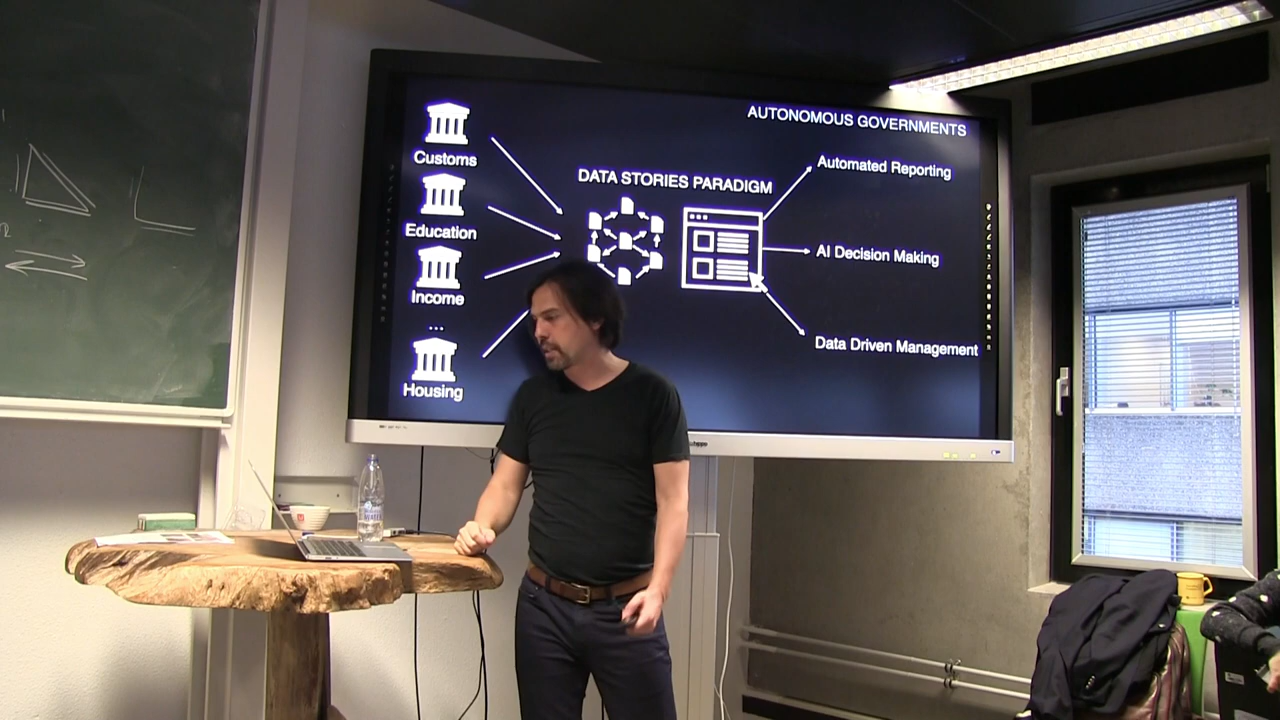 AUTONOMOUS GOVERNMENTS
Customs
Education
Income
...
Housing
DATA STORIES PARADIGM
Automated Reporting
AI Decision Making
Data Driven Management